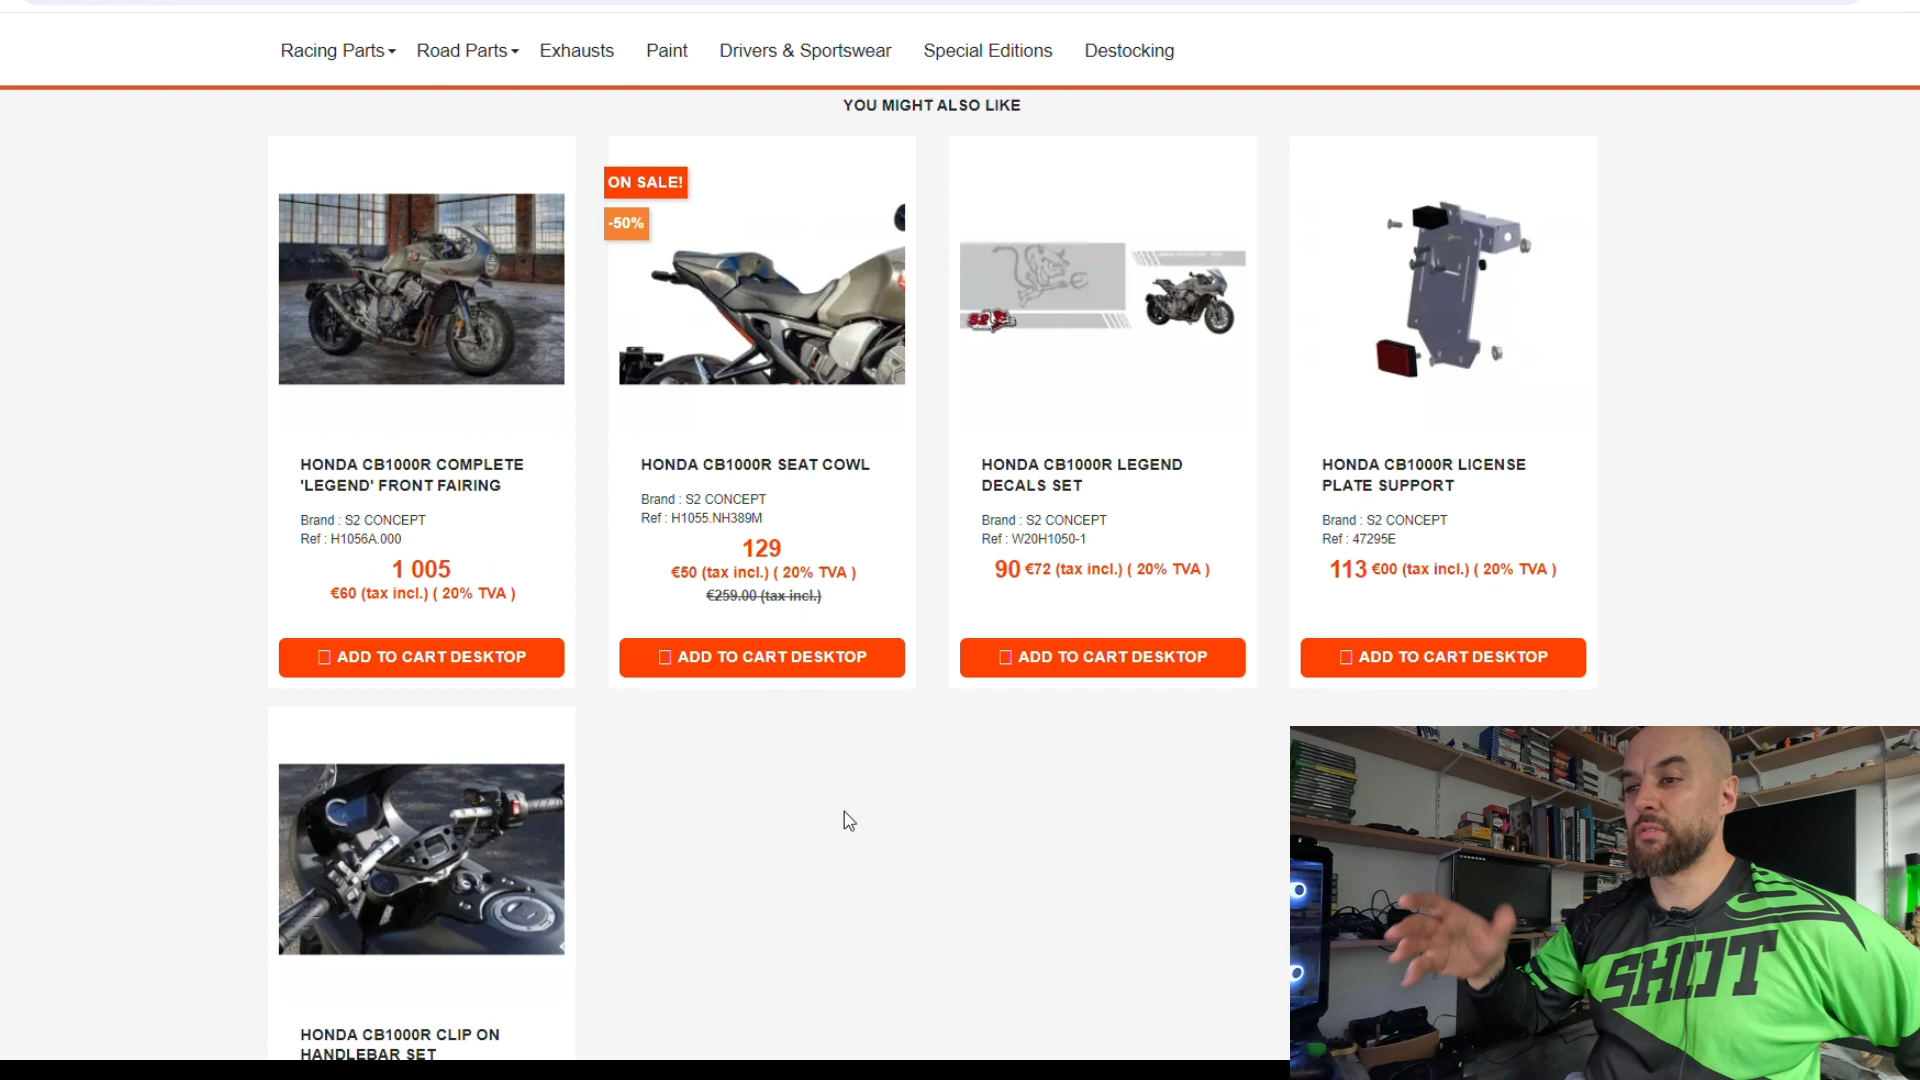 Racing Parts Road Parts Exhausts Paint Drivers & Sportswear Special Editions Destocking
YOU MIGHT ALSO LIKE
HONDA CB1000R COMPLETE
'LEGEND' FRONT FAIRING
Brand : S2 CONCEPT
Ref : H1056A.000
1 005
€60 (tax incl.) ( 20% TVA )
ADD TO CART DESKTOP
ON SALE!
-50%
HONDA CB1000R SEAT COWL
Brand : S2 CONCEPT
Ref : H1055.NH389M
129
€50 (tax incl.) ( 20% TVA )
€259.00 (tax incl.)
ADD TO CART DESKTOP
S2
HONDA CB1000R LEGEND
DECALS SET
Brand : S2 CONCEPT
Ref : W20H1050-1
90 €72 (tax incl.) ( 20% TVA )
ADD TO CART DESKTOP
HONDA CB1000R LICENSE
PLATE SUPPORT
Brand : S2 CONCEPT
Ref : 47295E
113 €00 (tax incl.) ( 20% TVA )
ADD TO CART DESKTOP
HONDA CB1000R CLIP ON
HANDLEBAR SET
SHOT